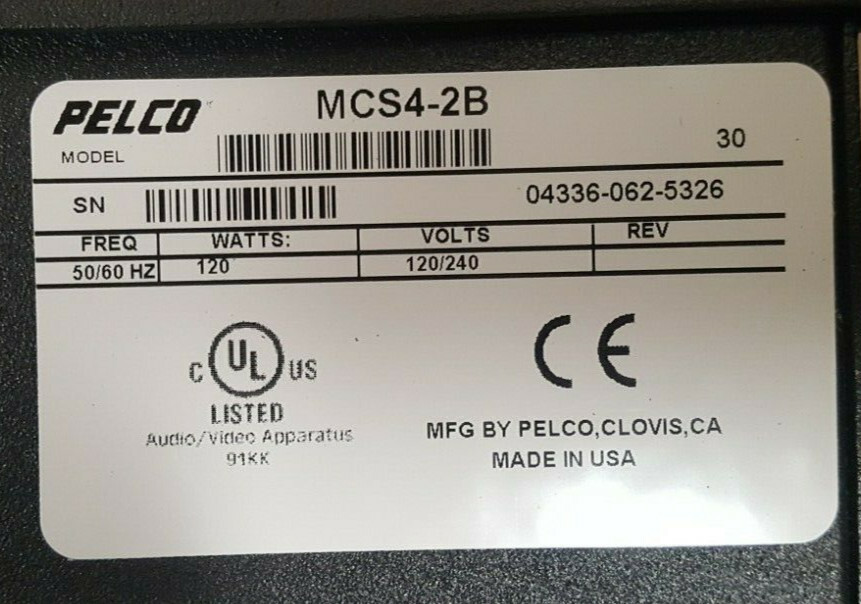 PELCO™ MCS4-2B
MODEL 30
SN 04336-062-5326
FREQ WATTS: VOLTS REV
50/60 HZ 120 120/240
C UL US
LISTED
Audio/Video Apparatus
91KK
CE
MFG BY PELCO,CLOVIS,CA
MADE IN USA